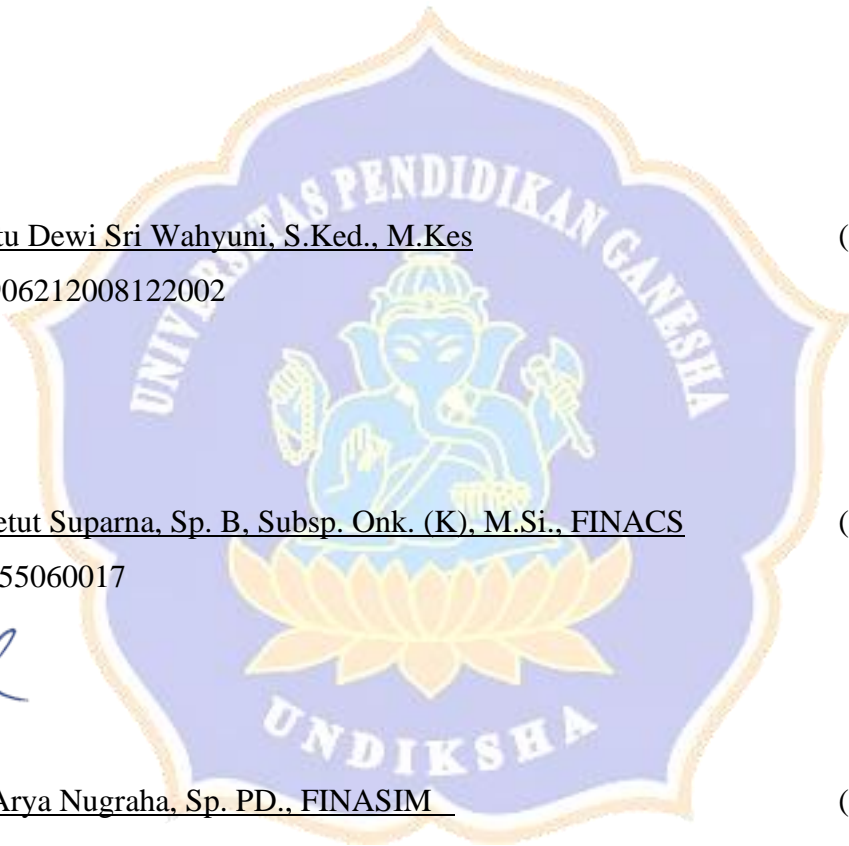 UNIVERSITAS PENDIDIKAN GANESHA
tu Dewi Sri Wahyuni, S.Ked., M.Kes (
906212008122002
etut Suparna, Sp. B, Subsp. Onk. (K), M.Si., FINACS (
55060017
UNDIKSHA
Arya Nugraha, Sp. PD., FINASIM (